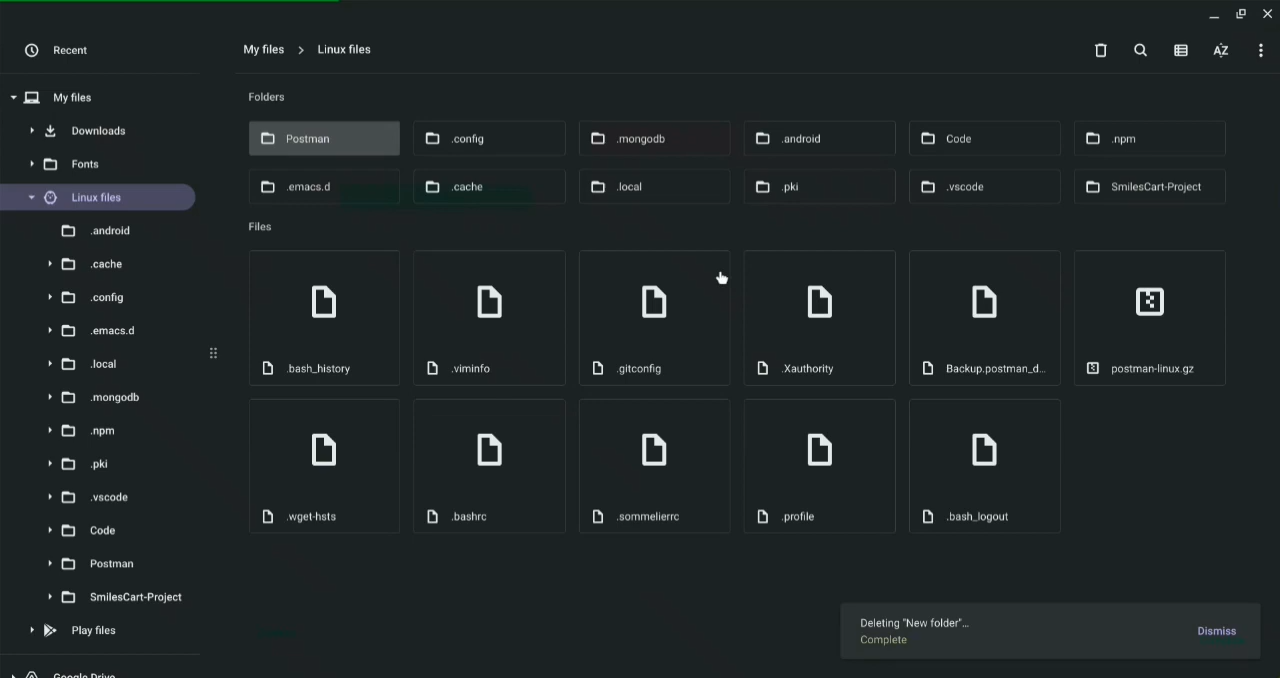 Recent
My files
Downloads
Fonts
Linux files
.android
.cache
.config
.emacs.d
.local
.mongodb
.npm
.pki
.vscode
Code
Postman
SmilesCart-Project
Play files
Google Drive
My files > Linux files
AZ
Folders
Postman .config .mongodb .android Code .npm
.emacs.d .cache .local .pki .vscode SmilesCart-Project
Files
.bash_history .viminfo .gitconfig .Xauthority Backup.postman_d... postman-linux.gz
.wget-hsts .bashrc .sommelierrc .profile .bash_logout
Deleting "New folder"...
Complete
Dismiss